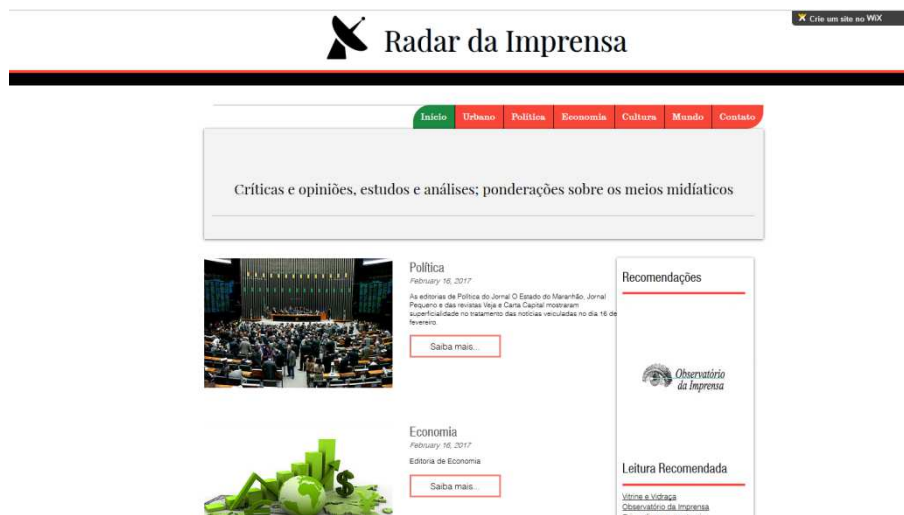 Crie um site no WiX
Radar da Imprensa
Início Urbano Política Economia Cultura Mundo Contato
Críticas e opiniões, estudos e análises; ponderações sobre os meios midíaticos
Política
February 16, 2017
As editorias de Política do Jornal O Estado do Maranhão, Jornal
Pequeno e das revistas Veja e Carta Capital mostraram
superficialidade no tratamento das notícias veiculadas no dia 16 de
fevereiro.
Saiba mais...
Economia
February 16, 2017
Editoria de Economia
Saiba mais...
Recomendações
Observatório
da Imprensa
Leitura Recomendada
Vitrine e Vidraça
Observatório da Imprensa